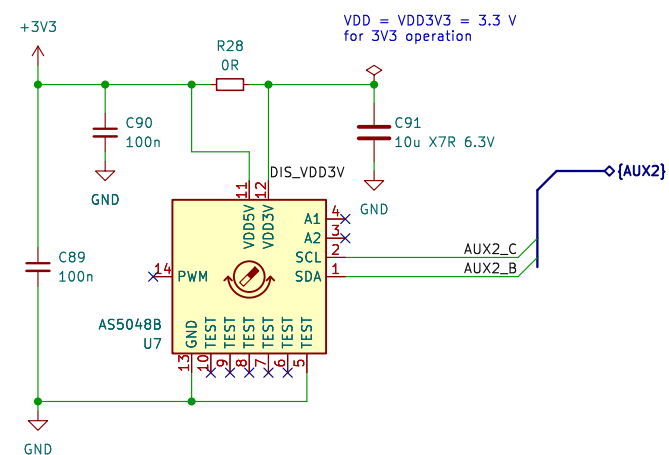 VDD = VDD3V3 = 3.3 V
for 3V3 operation
+3V3
R28
0R
C90
100n
GND
C91
10u X7R 6.3V
GND
DIS_VDD3V
{AUX2}
11
12
VDD5V
VDD3V
A1
4
A2
3
SCL
2
AUX2_C
SDA
1
AUX2_B
14
PWM
C89
100n
AS5048B
U7
GND
TEST
TEST
TEST
TEST
TEST
TEST
13
10
9
8
7
6
5
GND